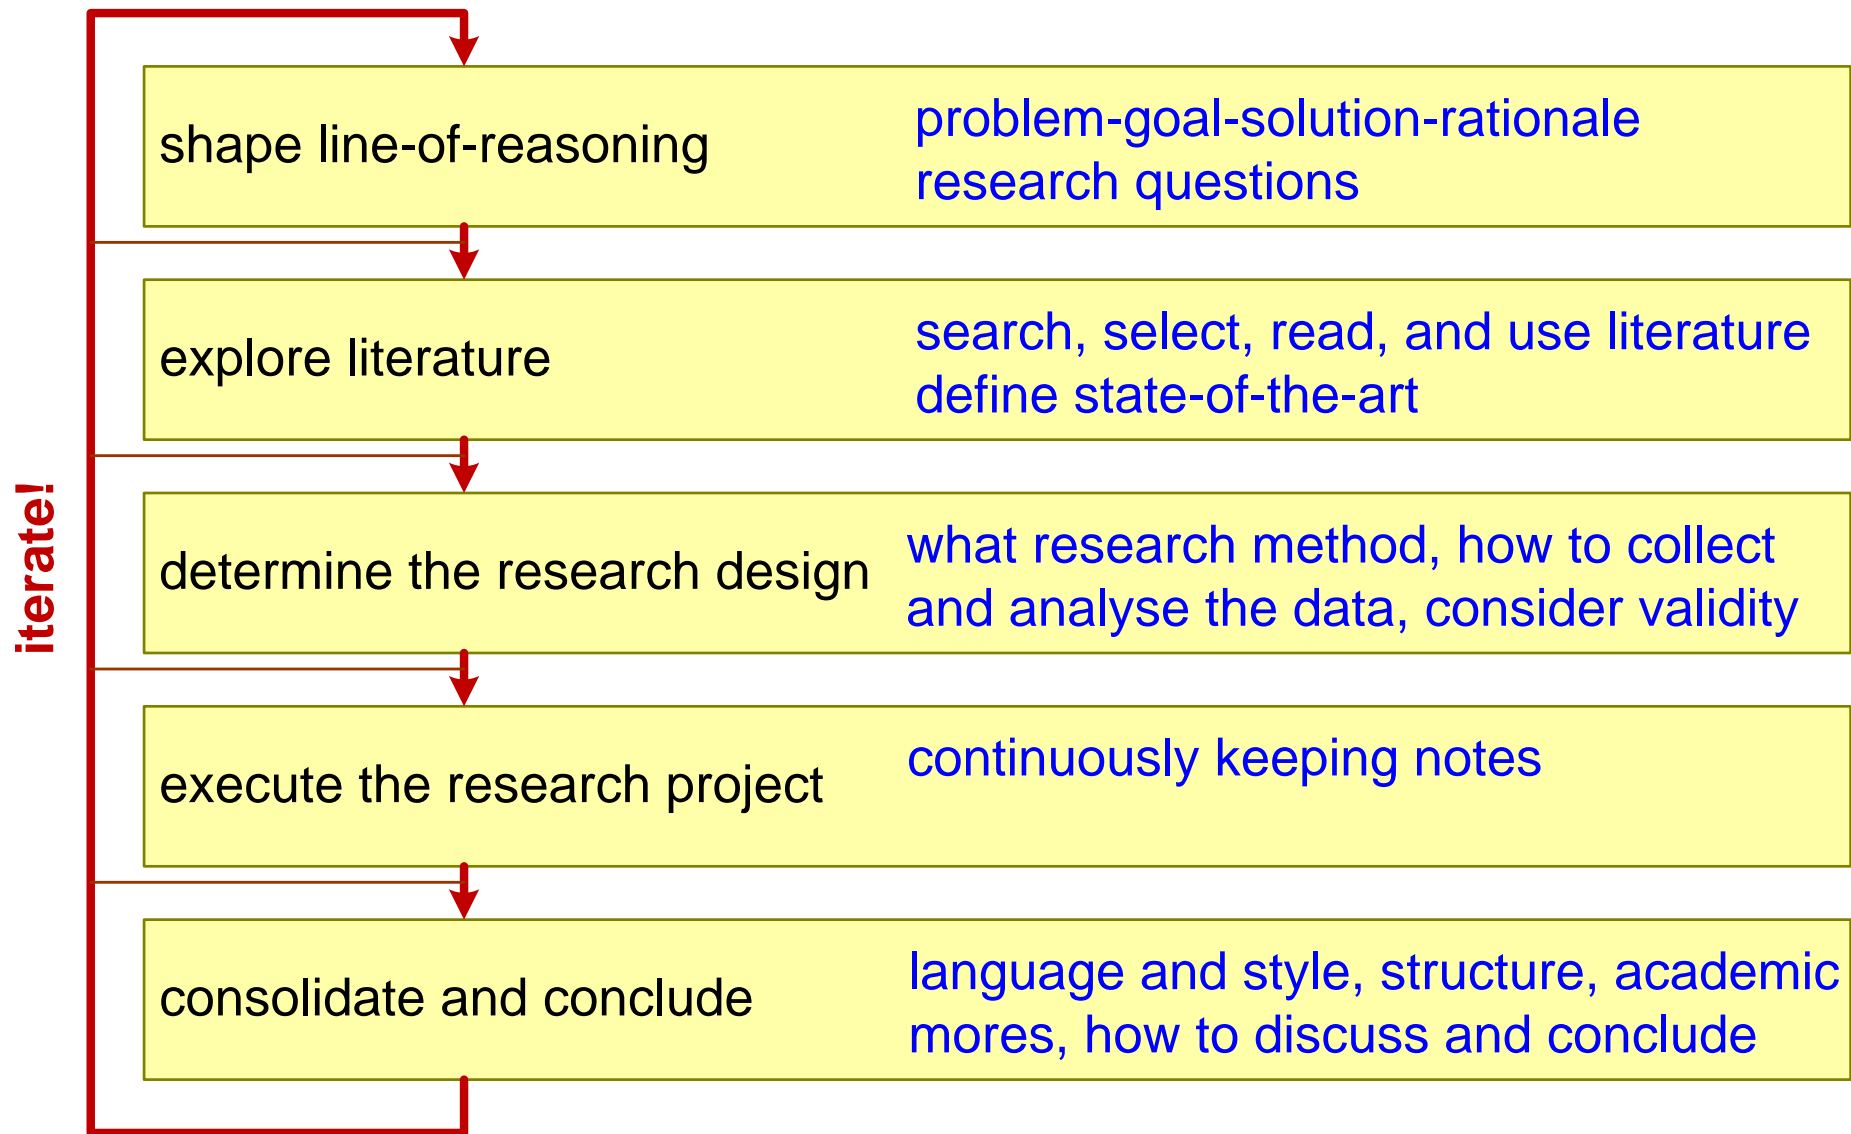 shape line-of-reasoning
problem-goal-solution-rationale
research questions
explore literature
search, select, read, and use literature
define state-of-the-art
iterate!
determine the research design
what research method, how to collect
and analyse the data, consider validity
execute the research project
continuously keeping notes
consolidate and conclude
language and style, structure, academic
mores, how to discuss and conclude